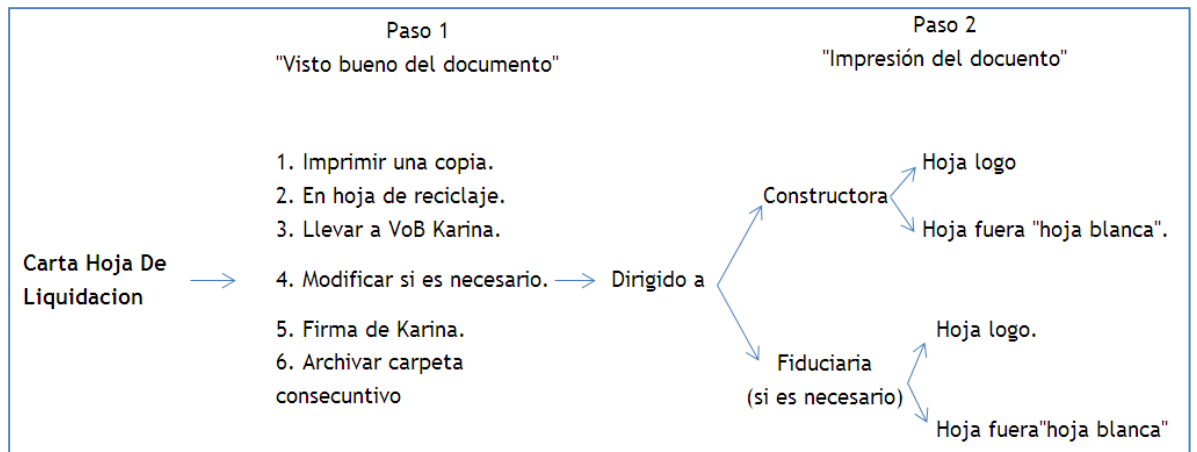 Paso 1
"Visto bueno del documento"
Paso 2
"Impresión del docuento"
Carta Hoja De
Liquidacion
1. Imprimir una copia.
2. En hoja de reciclaje.
3. Llevar a VoB Karina.
4. Modificar si es necesario.
5. Firma de Karina.
6. Archivar carpeta
consecuntivo
Dirigido a
Constructora
Hoja logo
Hoja fuera "hoja blanca".
Fiduciaria
(si es necesario)
Hoja logo.
Hoja fuera"hoja blanca"